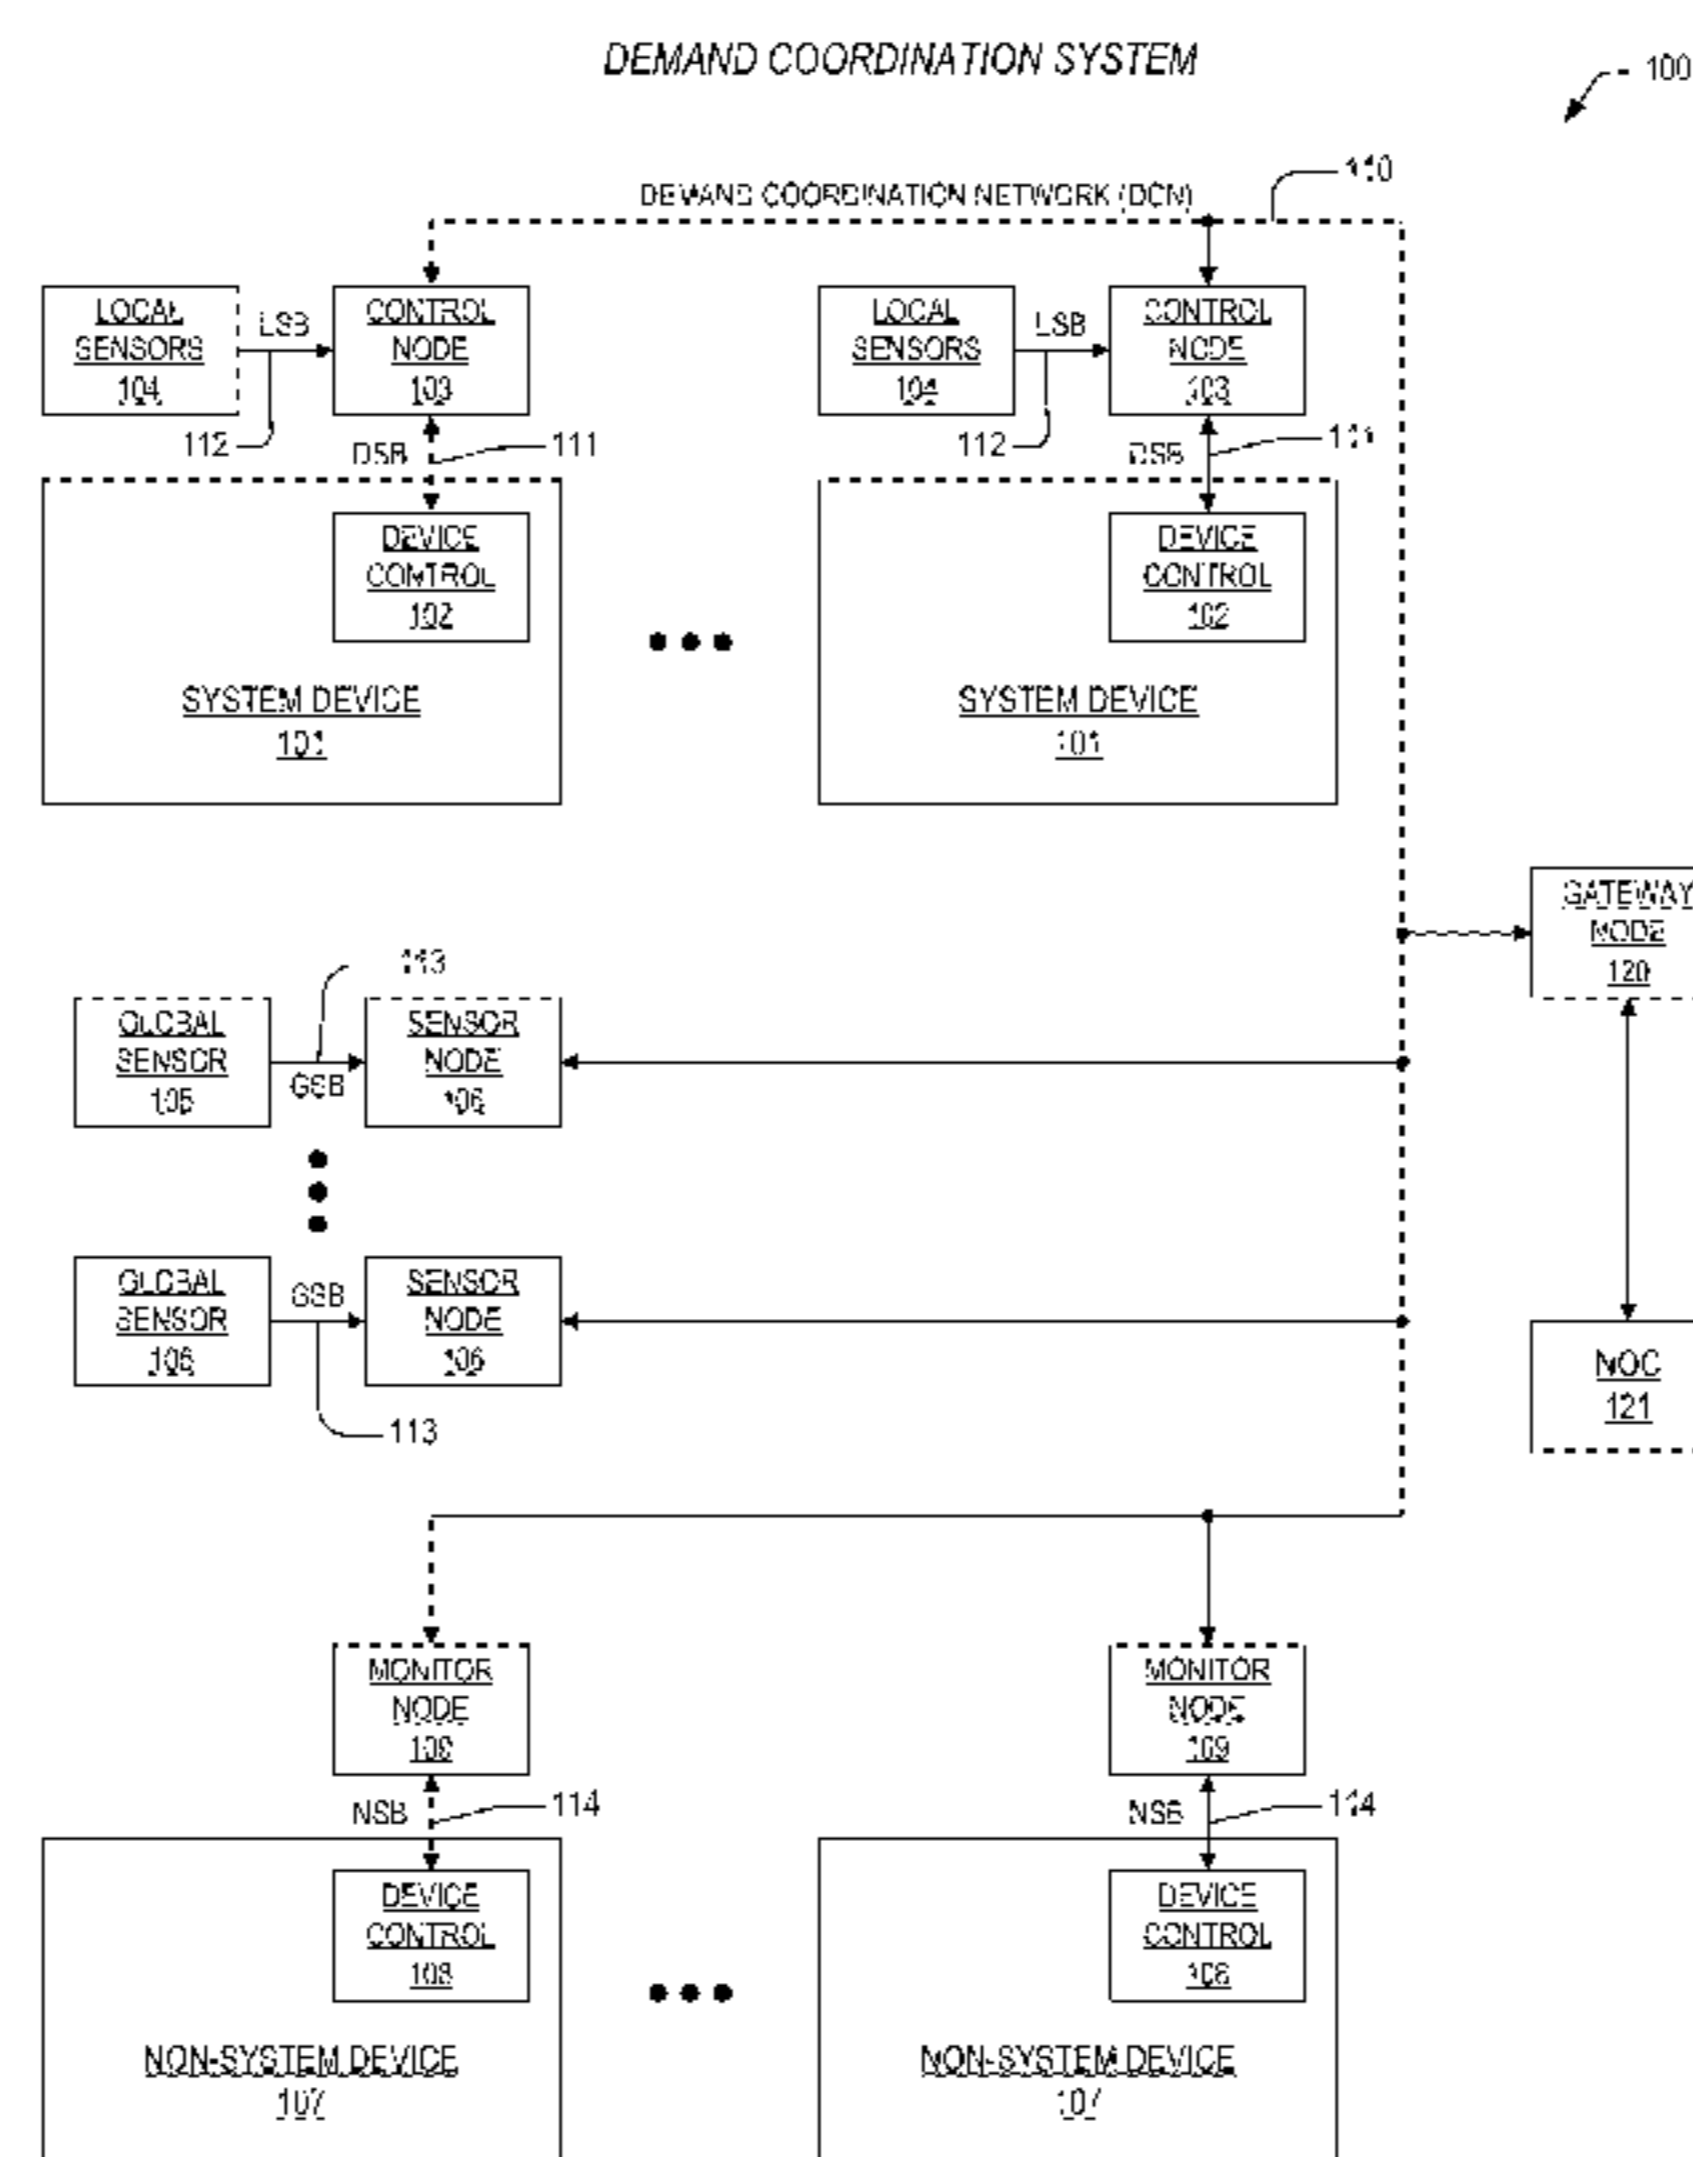 DEMAND COORDINATION SYSTEM
100
110
DEMAND COORDINATION NETWORK (DCN)
LOCAL
SENSORS
104
LSB
CONTROL
NODE
103
LOCAL
SENSORS
104
LSB
CONTROL
NODE
103
112
DSB
111
112
DSB
111
DEVICE
CONTROL
102
DEVICE
CONTROL
102
SYSTEM DEVICE
101
SYSTEM DEVICE
101
GATEWAY
NODE
120
113
GLOBAL
SENSOR
105
GSB
SENSOR
NODE
106
GLOBAL
SENSOR
GSB
SENSOR
NODE
106
113
NOC
121
MONITOR
NODE
MONITOR
NODE
109
NSB
114
NSB
114
DEVICE
CONTROL
108
DEVICE
CONTROL
108
NON-SYSTEM DEVICE
107
NON-SYSTEM DEVICE
107